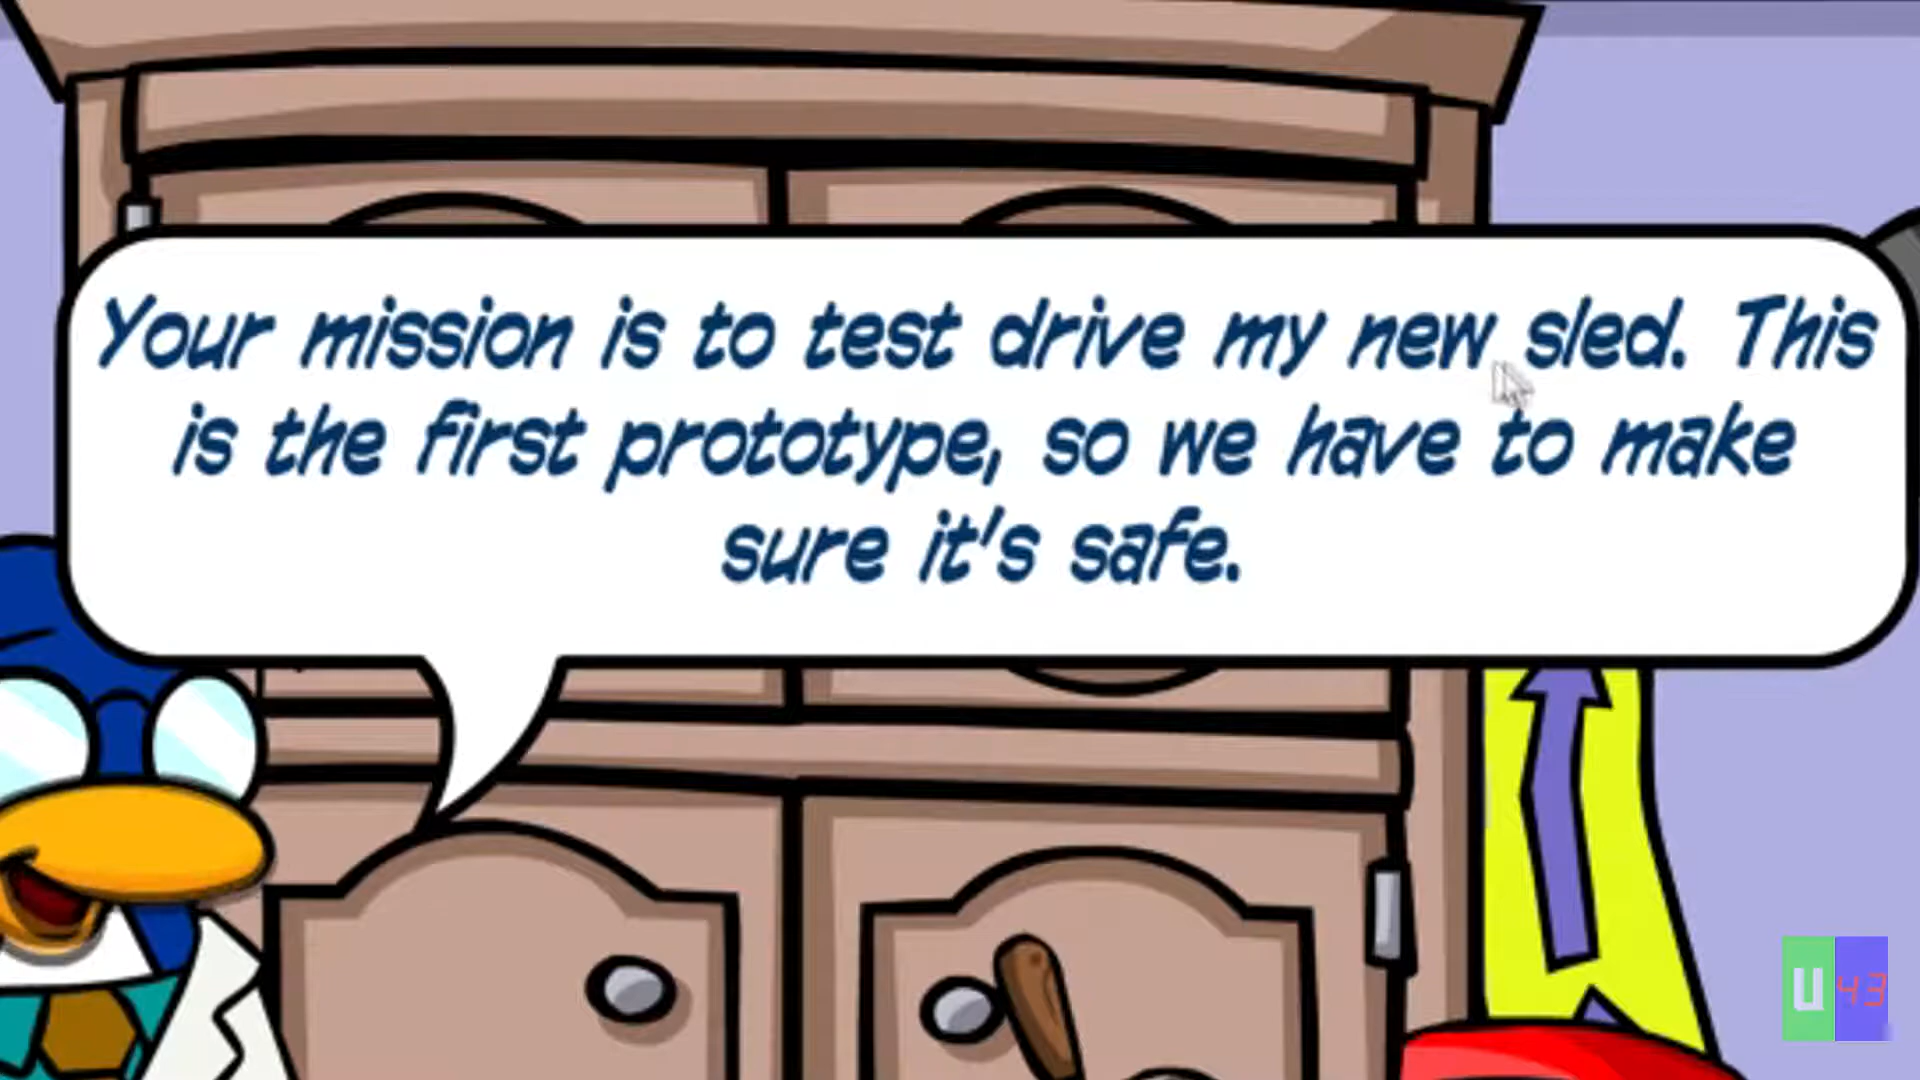 Your mission is to test drive my new sled. This
is the first prototype, so we have to make
sure it's safe.
U43